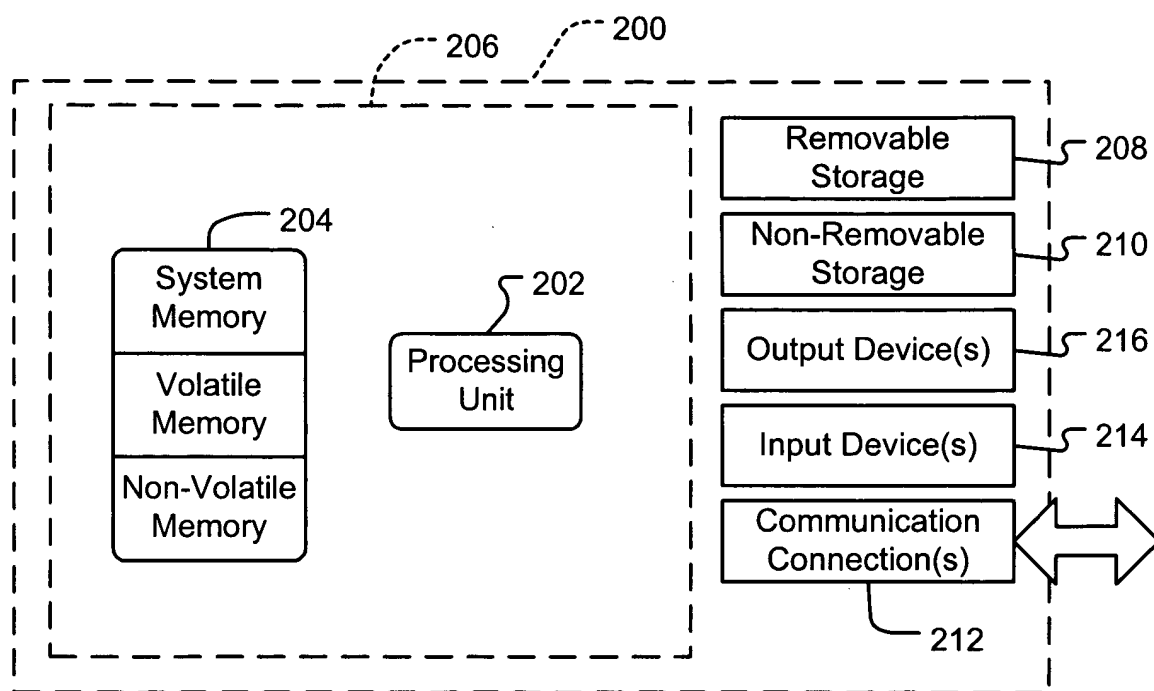 200
206
Removable
Storage
208
204
Non-Removable
Storage
210
System
Memory
202
Output Device(s)
216
Processing
Unit
Volatile
Memory
Input Device(s)
214
Non-Volatile
Memory
Communication
Connection(s)
212